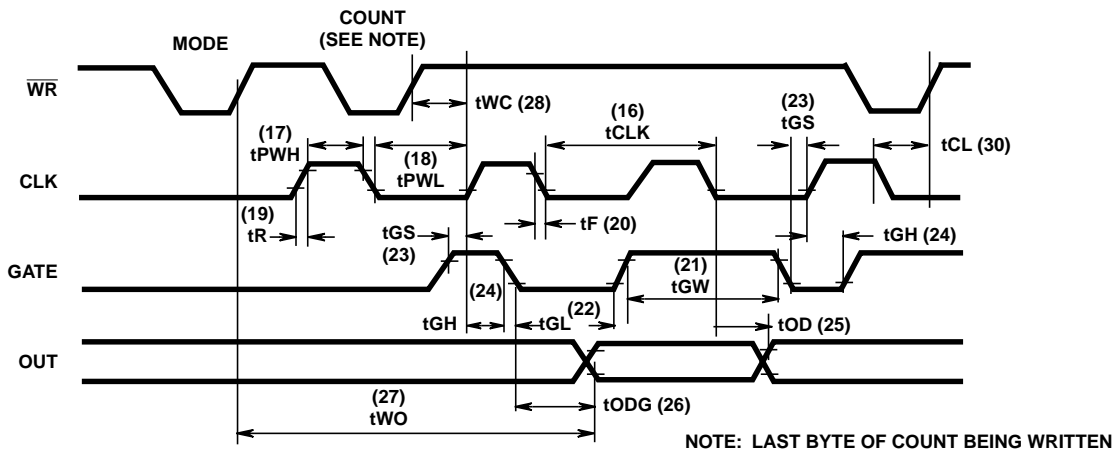 COUNT
(SEE NOTE)
MODE
WR
tWC (28)
(16)
tCLK
(23)
tGS
tCL (30)
(17)
tPWH
(18)
tPWL
CLK
(19)
tR
tGS
(23)
tF (20)
tGH (24)
GATE
(24)
tGH
(22)
tGL
(21)
tGW
tOD (25)
OUT
(27)
tWO
tODG (26)
NOTE: LAST BYTE OF COUNT BEING WRITTEN